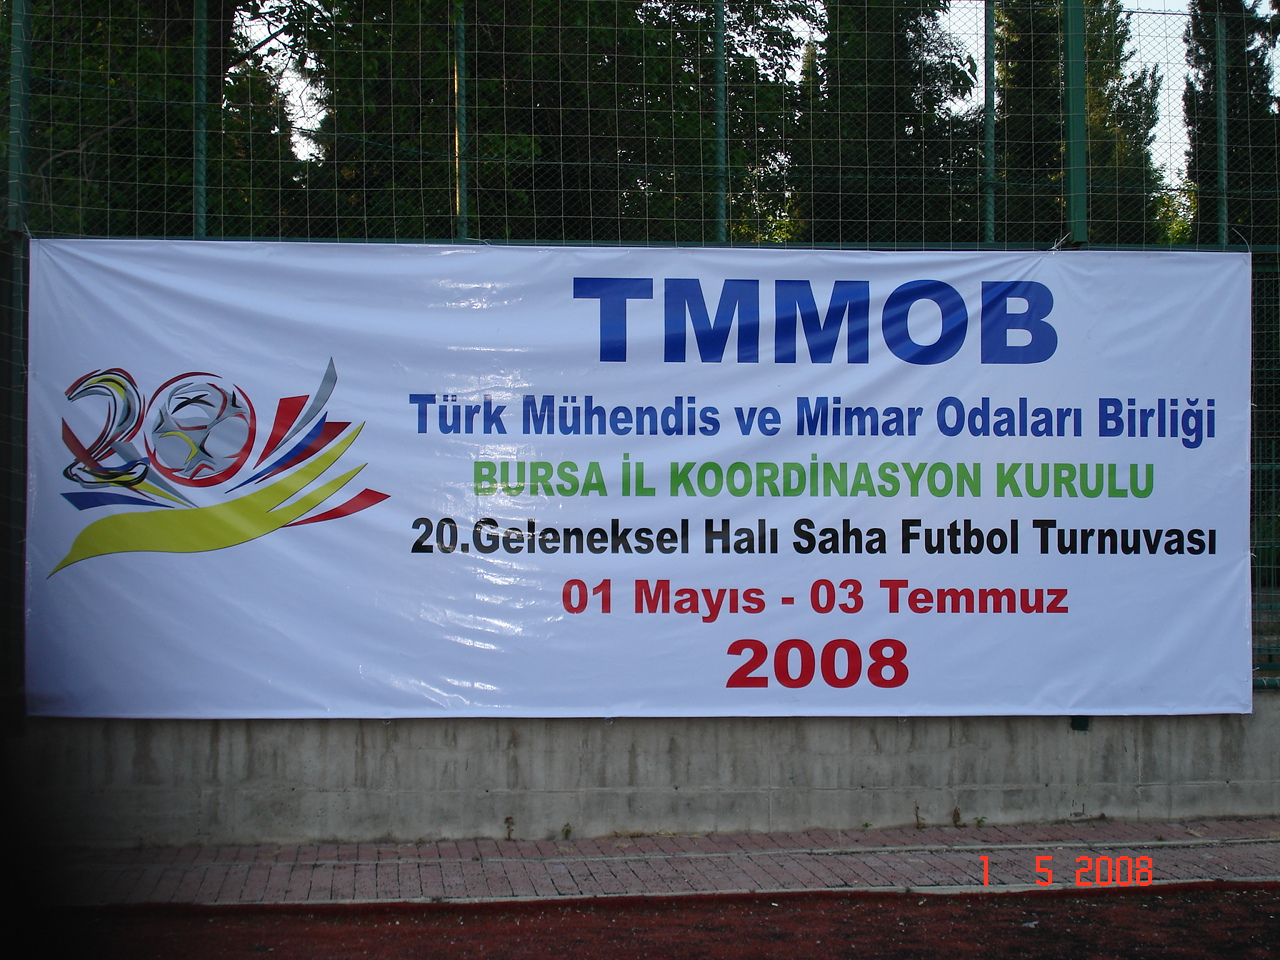 TMMOB
Türk Mühendis ve Mimar Odaları Birliği
BURSA İL KOORDİNASYON KURULU
20.Geleneksel Halı Saha Futbol Turnuvası
01 Mayıs - 03 Temmuz
2008
20
1 5 2008